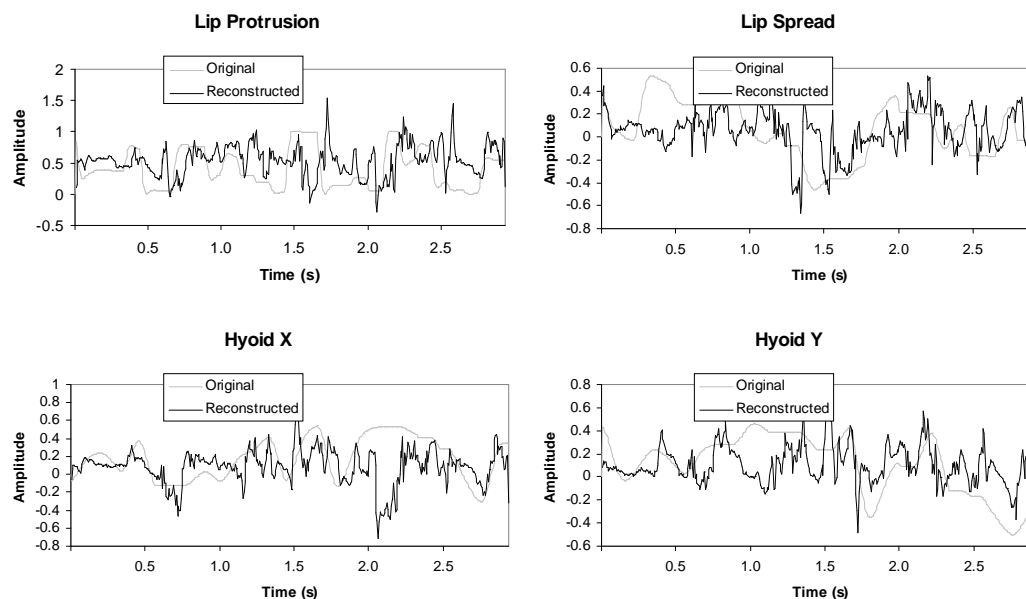 Lip Protrusion
Original
Reconstructed
Amplitude
2
1.5
1
0.5
0
-0.5
0.5 1.0 1.5 2.0 2.5
Time (s)
Lip Spread
Original
Reconstructed
Amplitude
0.6
0.4
0.2
0
-0.2
-0.4
-0.6
-0.8
0.5 1.0 1.5 2.0 2.5
Time (s)
Hyoid X
Original
Reconstructed
Amplitude
1
0.8
0.6
0.4
0.2
0
-0.2
-0.4
-0.6
-0.8
0.5 1.0 1.5 2.0 2.5
Time (s)
Hyoid Y
Original
Reconstructed
Amplitude
0.8
0.6
0.4
0.2
0
-0.2
-0.4
-0.6
0.5 1.0 1.5 2.0 2.5
Time (s)